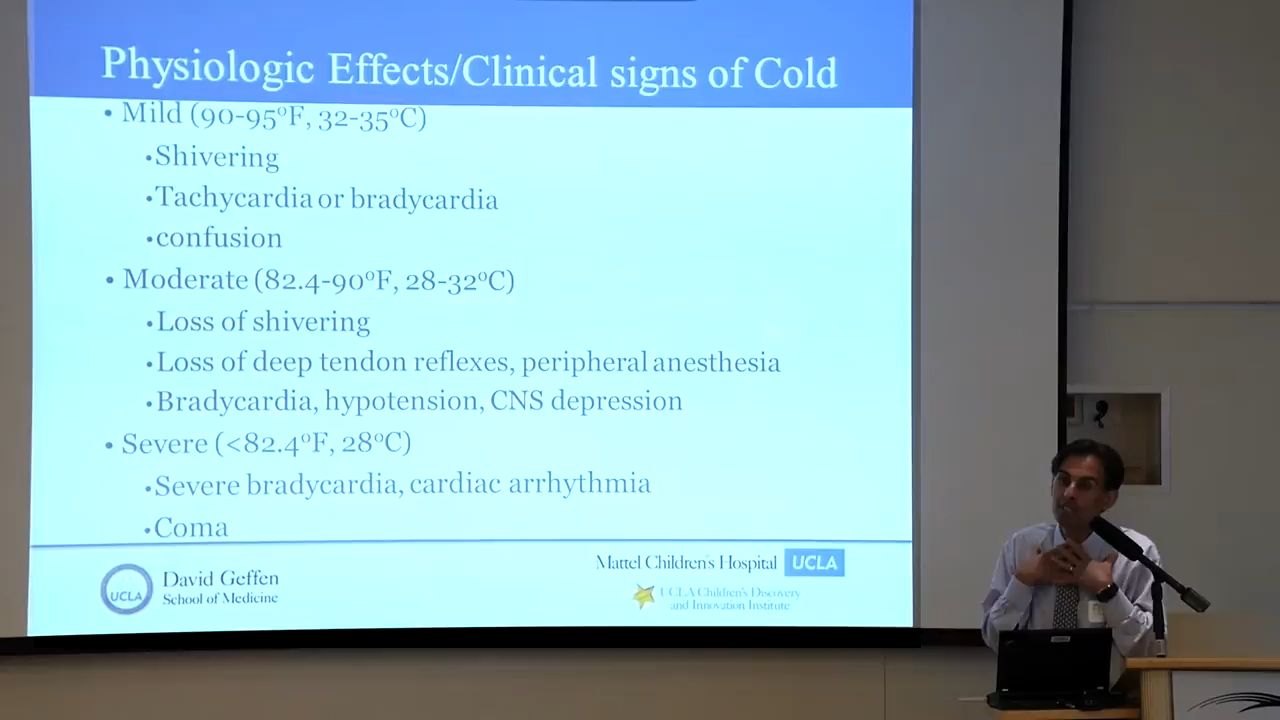 Physiologic Effects/Clinical signs of Cold
• Mild (90-95°F, 32-35°C)
•Shivering
•Tachycardia or bradycardia
•confusion
• Moderate (82.4-90°F, 28-32°C)
•Loss of shivering
•Loss of deep tendon reflexes, peripheral anesthesia
•Bradycardia, hypotension, CNS depression
• Severe (<82.4°F, 28°C)
•Severe bradycardia, cardiac arrhythmia
•Coma
UCLA
David Geffen
School of Medicine
Mattel Children's Hospital UCLA
UCLA Children's Discovery
and Innovation Institute